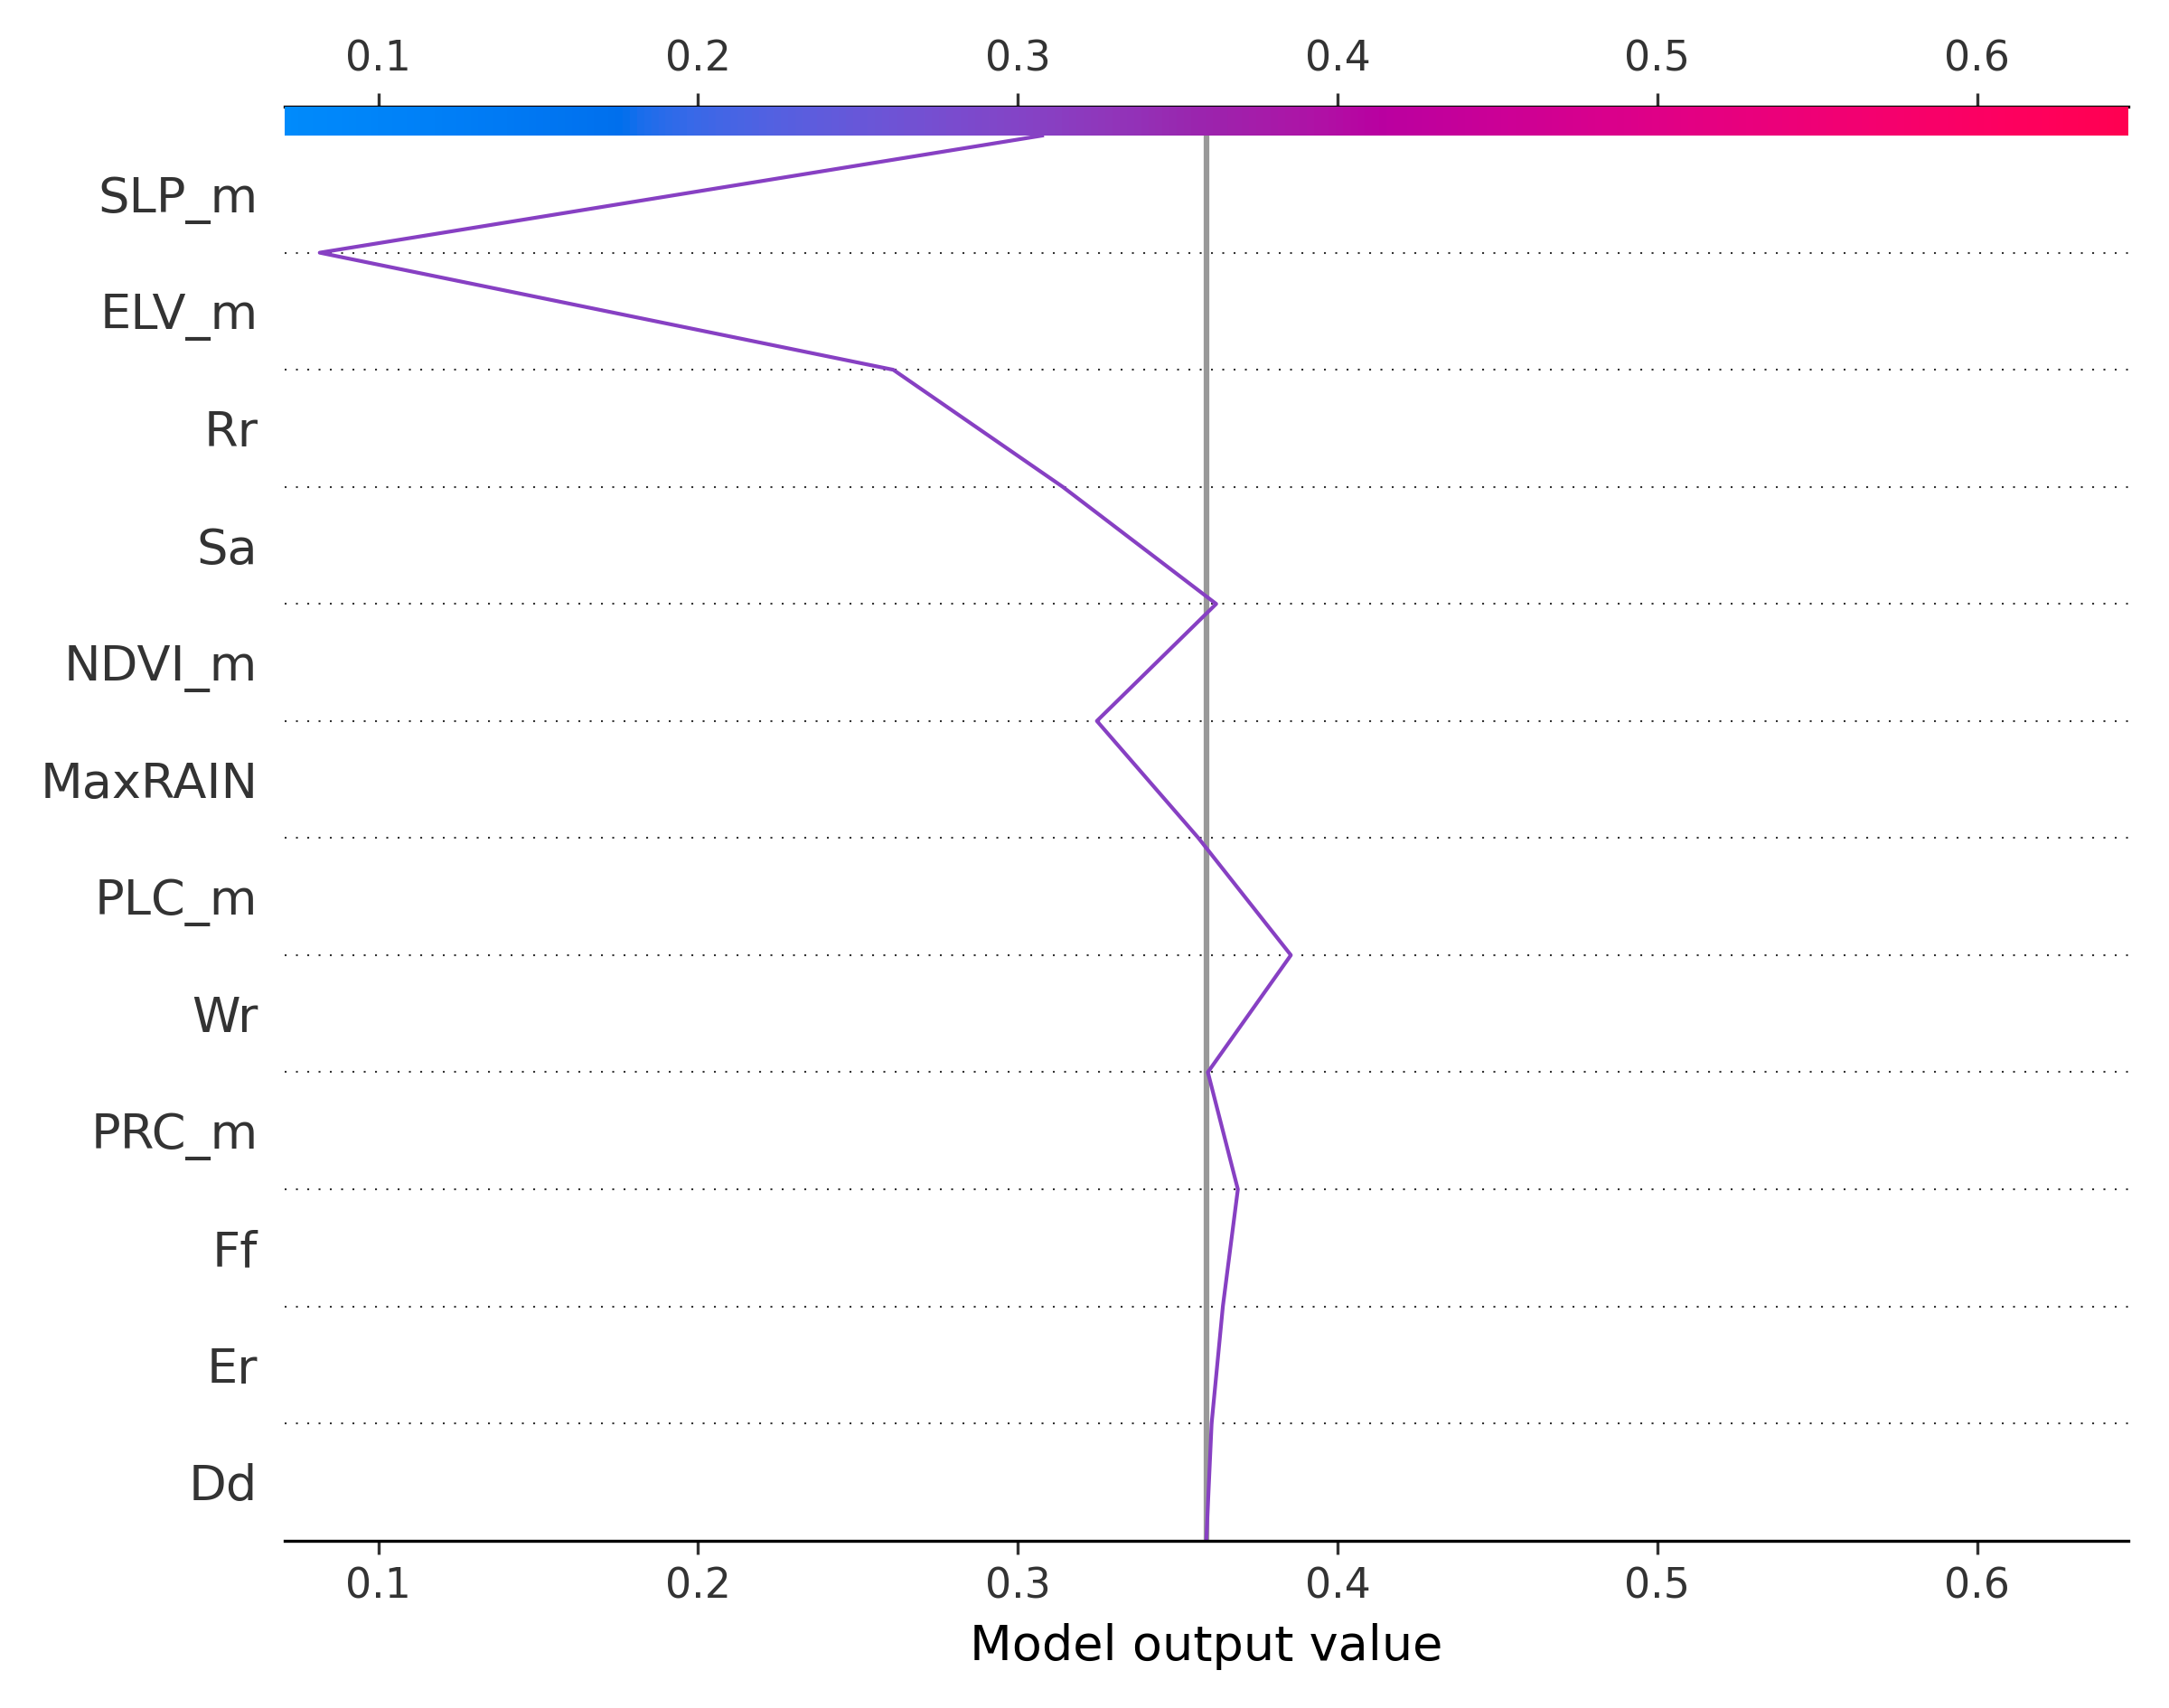 0.1 0.2 0.3 0.4 0.5 0.6
SLP_m
ELV_m
Rr
Sa
NDVI_m
MaxRAIN
PLC_m
Wr
PRC_m
Ff
Er
Dd
0.1 0.2 0.3 0.4 0.5 0.6
Model output value